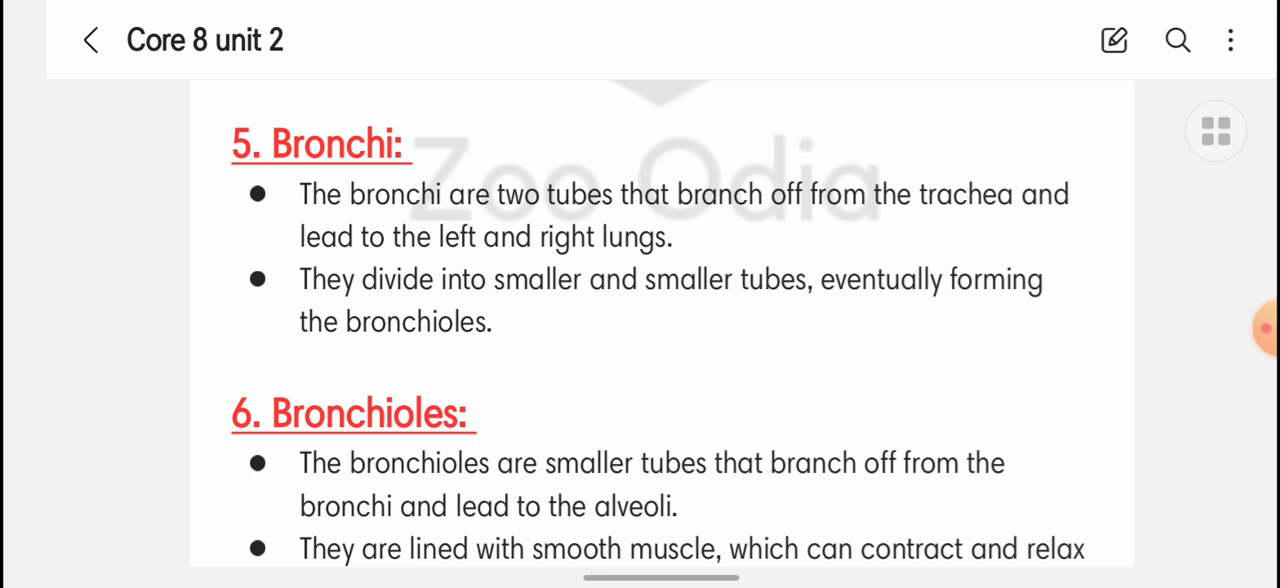 Core 8 unit 2
Zoo Odia
5. Bronchi:
● The bronchi are two tubes that branch off from the trachea and
lead to the left and right lungs.
● They divide into smaller and smaller tubes, eventually forming
the bronchioles.
6. Bronchioles:
● The bronchioles are smaller tubes that branch off from the
bronchi and lead to the alveoli.
● They are lined with smooth muscle, which can contract and relax